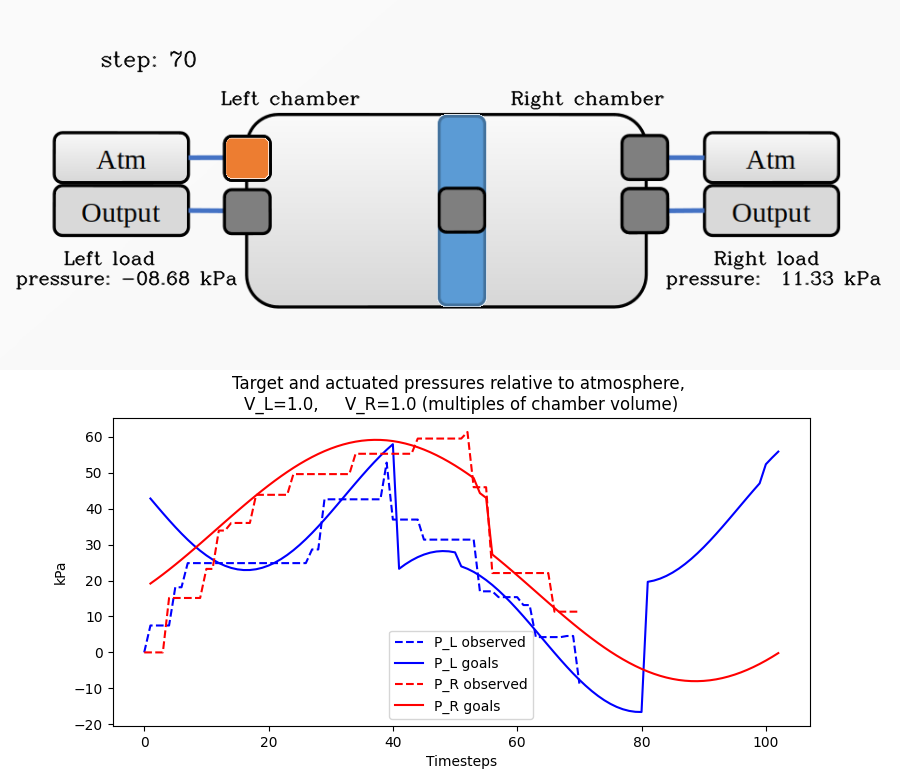 step: 70
Left chamber
Right chamber
Atm
Atm
Output
Output
Left load
pressure: -08.68 kPa
Right load
pressure:  11.33 kPa
Target and actuated pressures relative to atmosphere,
V_L=1.0,     V_R=1.0 (multiples of chamber volume)
60
50
40
30
20
10
0
−10
−20
kPa
P_L observed
P_L goals
P_R observed
P_R goals
0 20 40 60 80 100
Timesteps